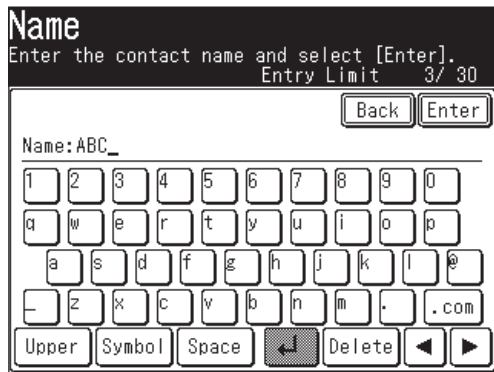 Name
Enter the contact name and select [Enter].
Entry Limit 3/ 30
Back Enter
Name:ABC_
1 2 3 4 5 6 7 8 9 0
q w e r t y u i o p
a s d f g h j k l @
_ z x c v b n m . .com
Upper Symbol Space ↵ Delete ◀ ▶